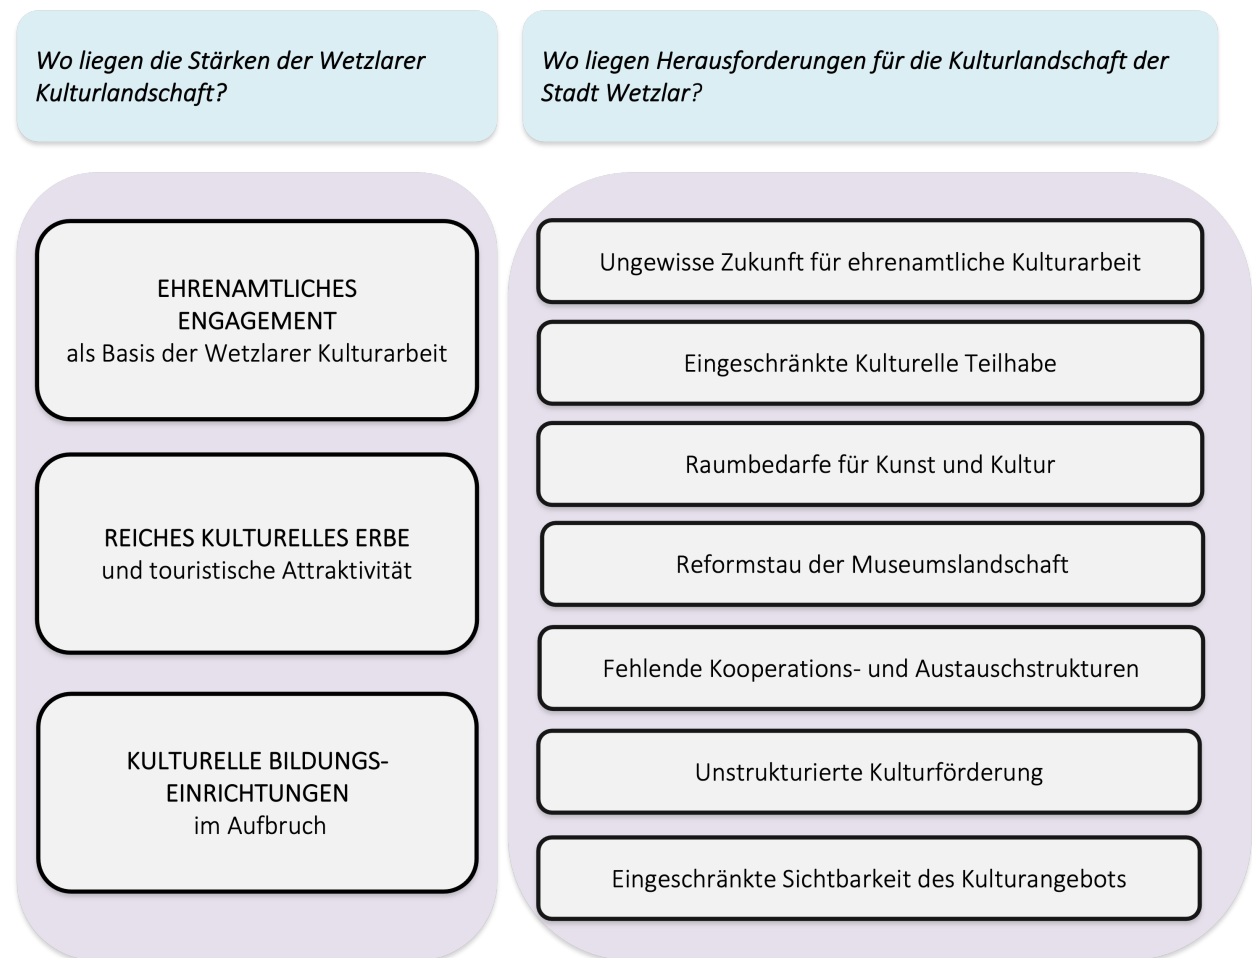 Wo liegen die Stärken der Wetzlarer
Kulturlandschaft?
Wo liegen Herausforderungen für die Kulturlandschaft der
Stadt Wetzlar?
EHRENAMTLICHES
ENGAGEMENT
als Basis der Wetzlarer Kulturarbeit
REICHES KULTURELLES ERBE
und touristische Attraktivität
KULTURELLE BILDUNGS-
EINRICHTUNGEN
im Aufbruch
Ungewisse Zukunft für ehrenamtliche Kulturarbeit
Eingeschränkte Kulturelle Teilhabe
Raumbedarfe für Kunst und Kultur
Reformstau der Museumslandschaft
Fehlende Kooperations- und Austauschstrukturen
Unstrukturierte Kulturförderung
Eingeschränkte Sichtbarkeit des Kulturangebots